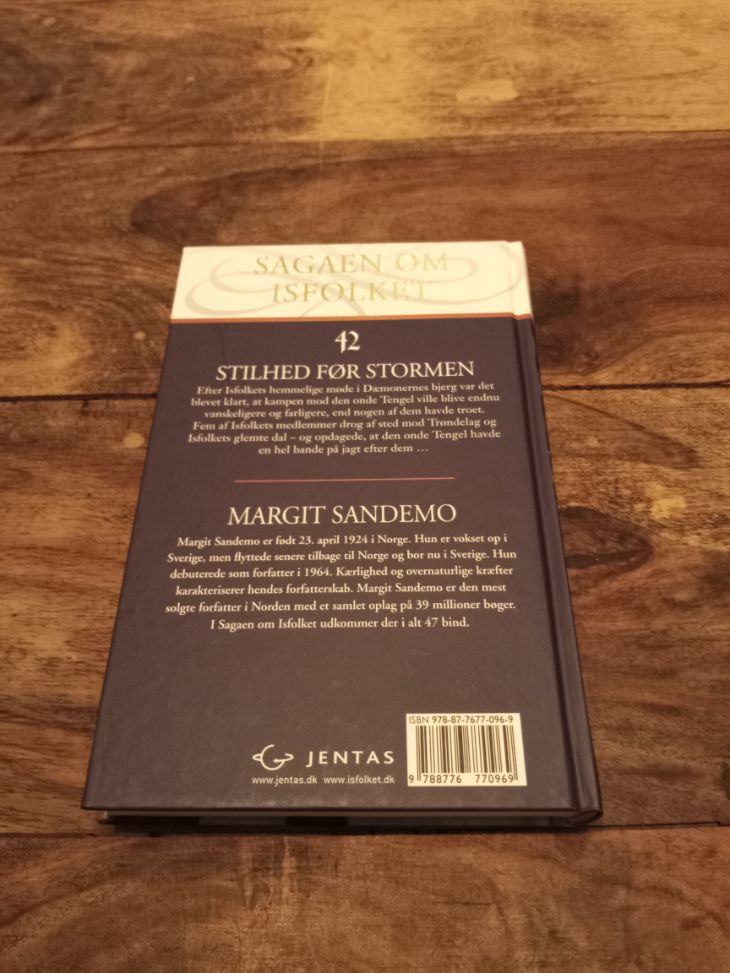 SAGAEN OM
ISFOLKET
42
STILHED FØR STORMEN
Efter Isfolkets hemmelige møde i Dæmonernes bjerg var det
blevet klart, at kampen mod den onde Tengel ville blive endnu
vanskeligere og farligere, end nogen af dem havde troet.
Fem af Isfolkets medlemmer drog af sted mod Trøndelag og
Isfolkets glemte dal – og opdagede, at den onde Tengel havde
en hel bande på jagt efter dem ...
MARGIT SANDEMO
Margit Sandemo er født 23. april 1924 i Norge. Hun er vokset op i
Sverige, men flyttede senere tilbage til Norge og bor nu i Sverige. Hun
debuterede som forfatter i 1964. Kærlighed og overnaturlige kræfter
karakteriserer hendes forfatterskab. Margit Sandemo er den mest
solgte forfatter i Norden med et samlet oplag på 39 millioner bøger.
I Sagaen om Isfolket udkommer der i alt 47 bind.
ISBN 978-87-7677-096-9
JENTAS
www.jentas.dk www.isfolket.dk
9 788776 770969